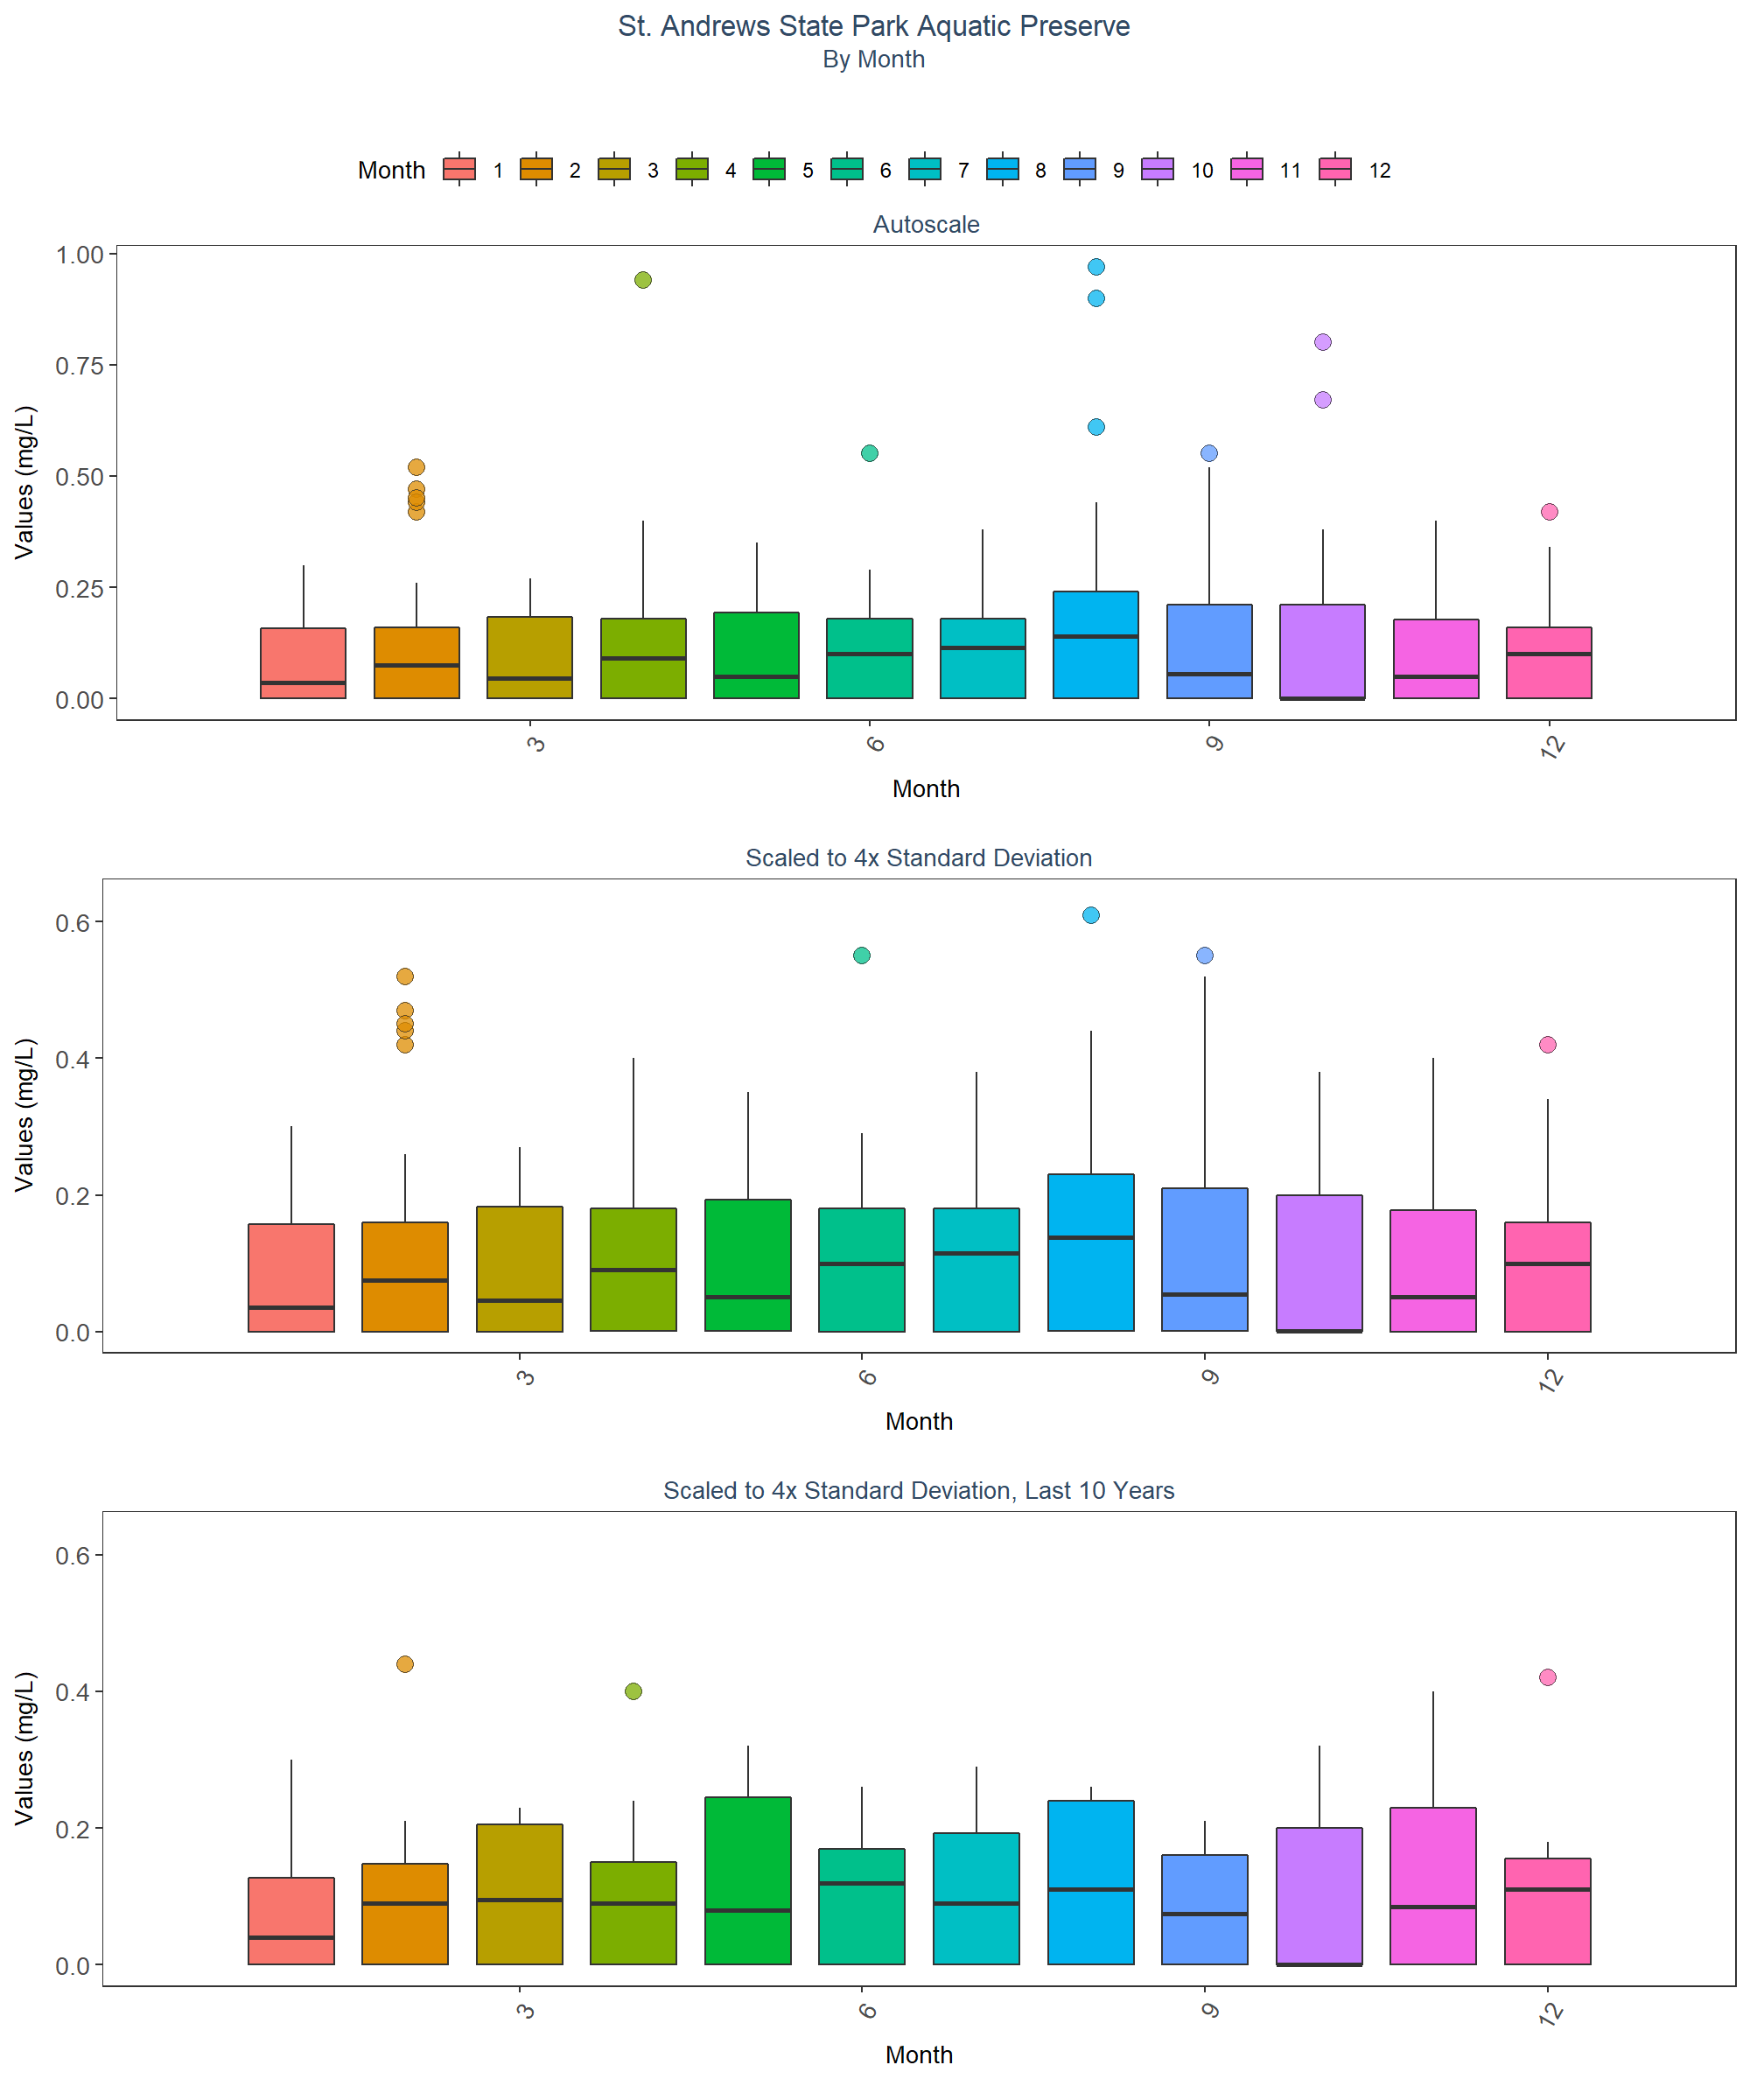 St. Andrews State Park Aquatic Preserve
By Month
Month 1 2 3 4 5 6 7 8 9 10 11 12
Autoscale
Values (mg/L)
1.00
0.75
0.50
0.25
0.00
3 6 9 12
Month
Scaled to 4x Standard Deviation
Values (mg/L)
0.6
0.4
0.2
0.0
3 6 9 12
Month
Scaled to 4x Standard Deviation, Last 10 Years
Values (mg/L)
0.6
0.4
0.2
0.0
3 6 9 12
Month